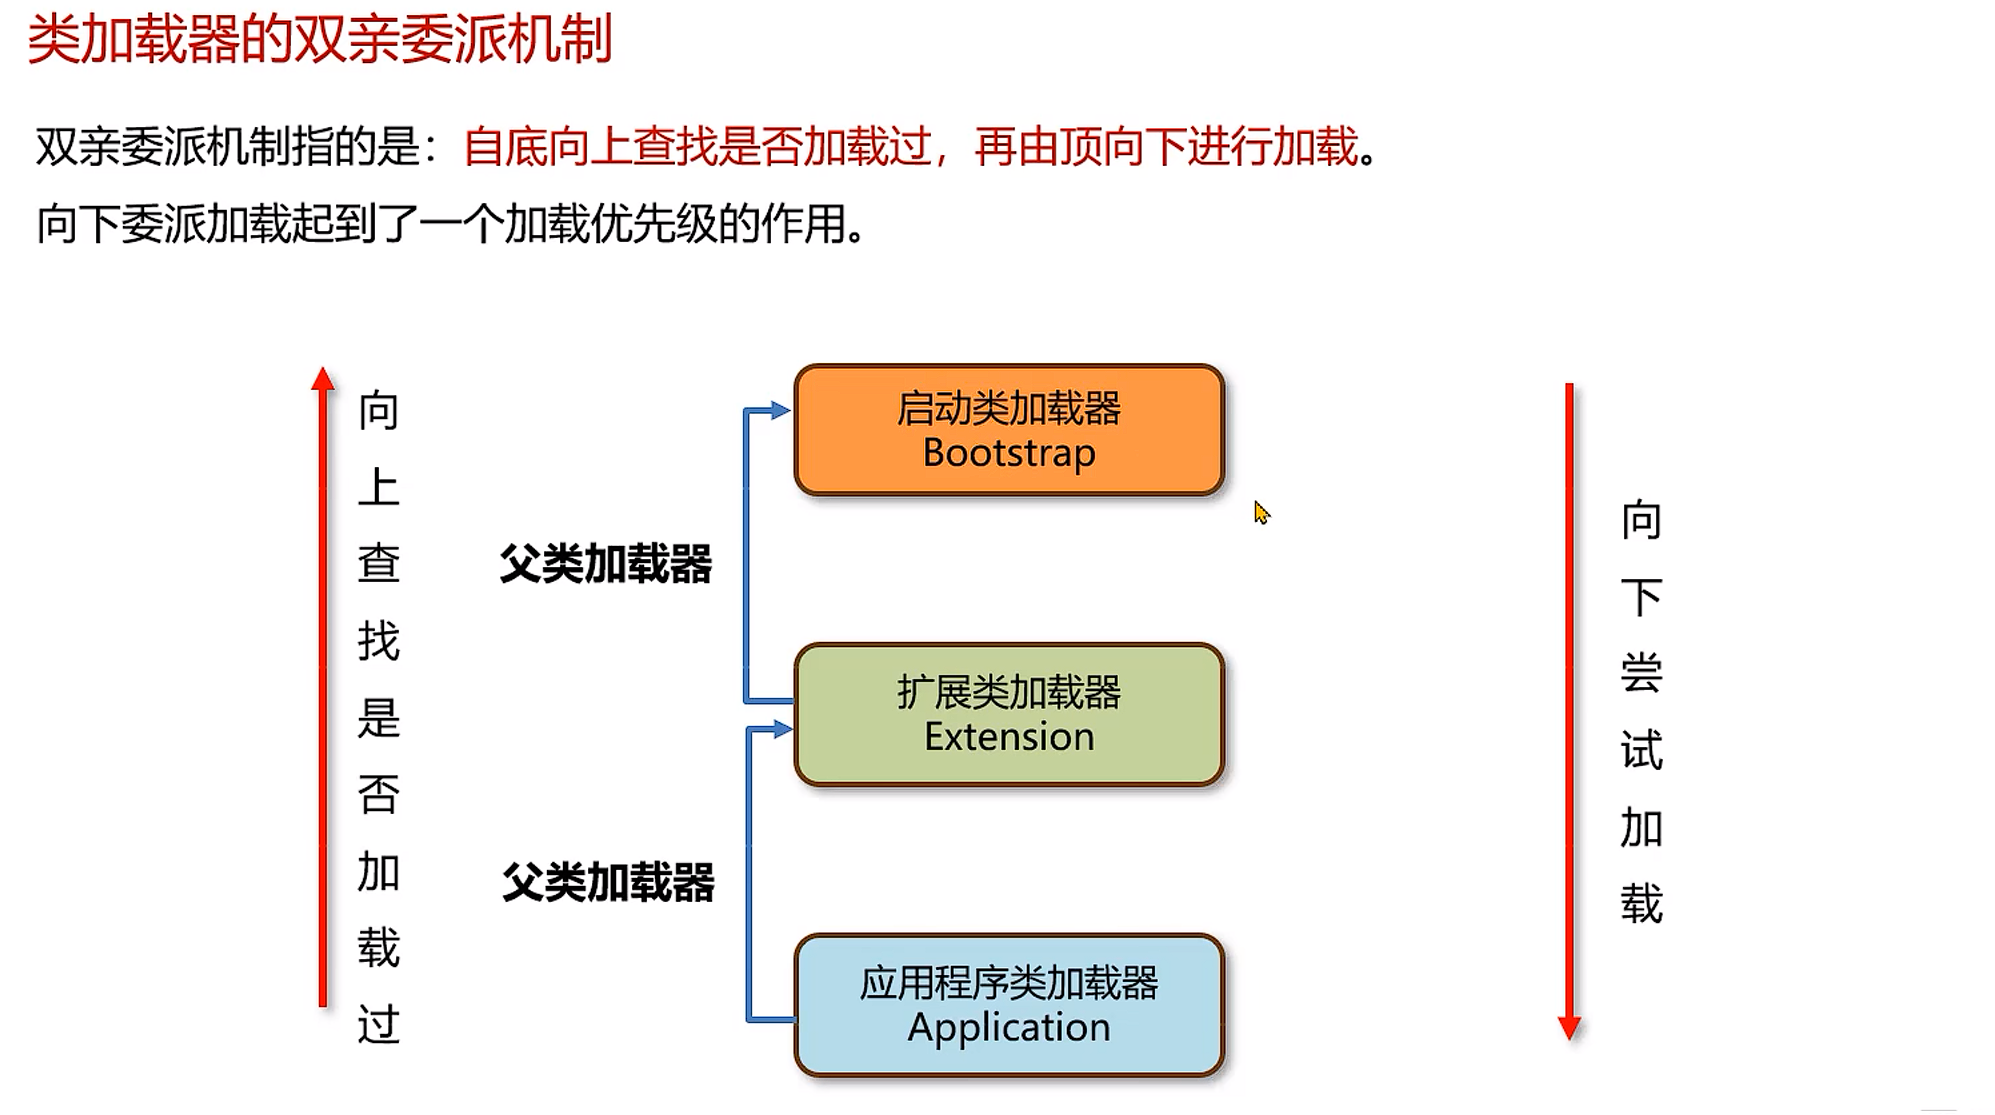 类加载器的双亲委派机制
双亲委派机制指的是：自底向上查找是否加载过，再由顶向下进行加载。
向下委派加载起到了一个加载优先级的作用。
向上查找是否加载过
父类加载器
父类加载器
启动类加载器
Bootstrap
扩展类加载器
Extension
应用程序类加载器
Application
向下尝试加载